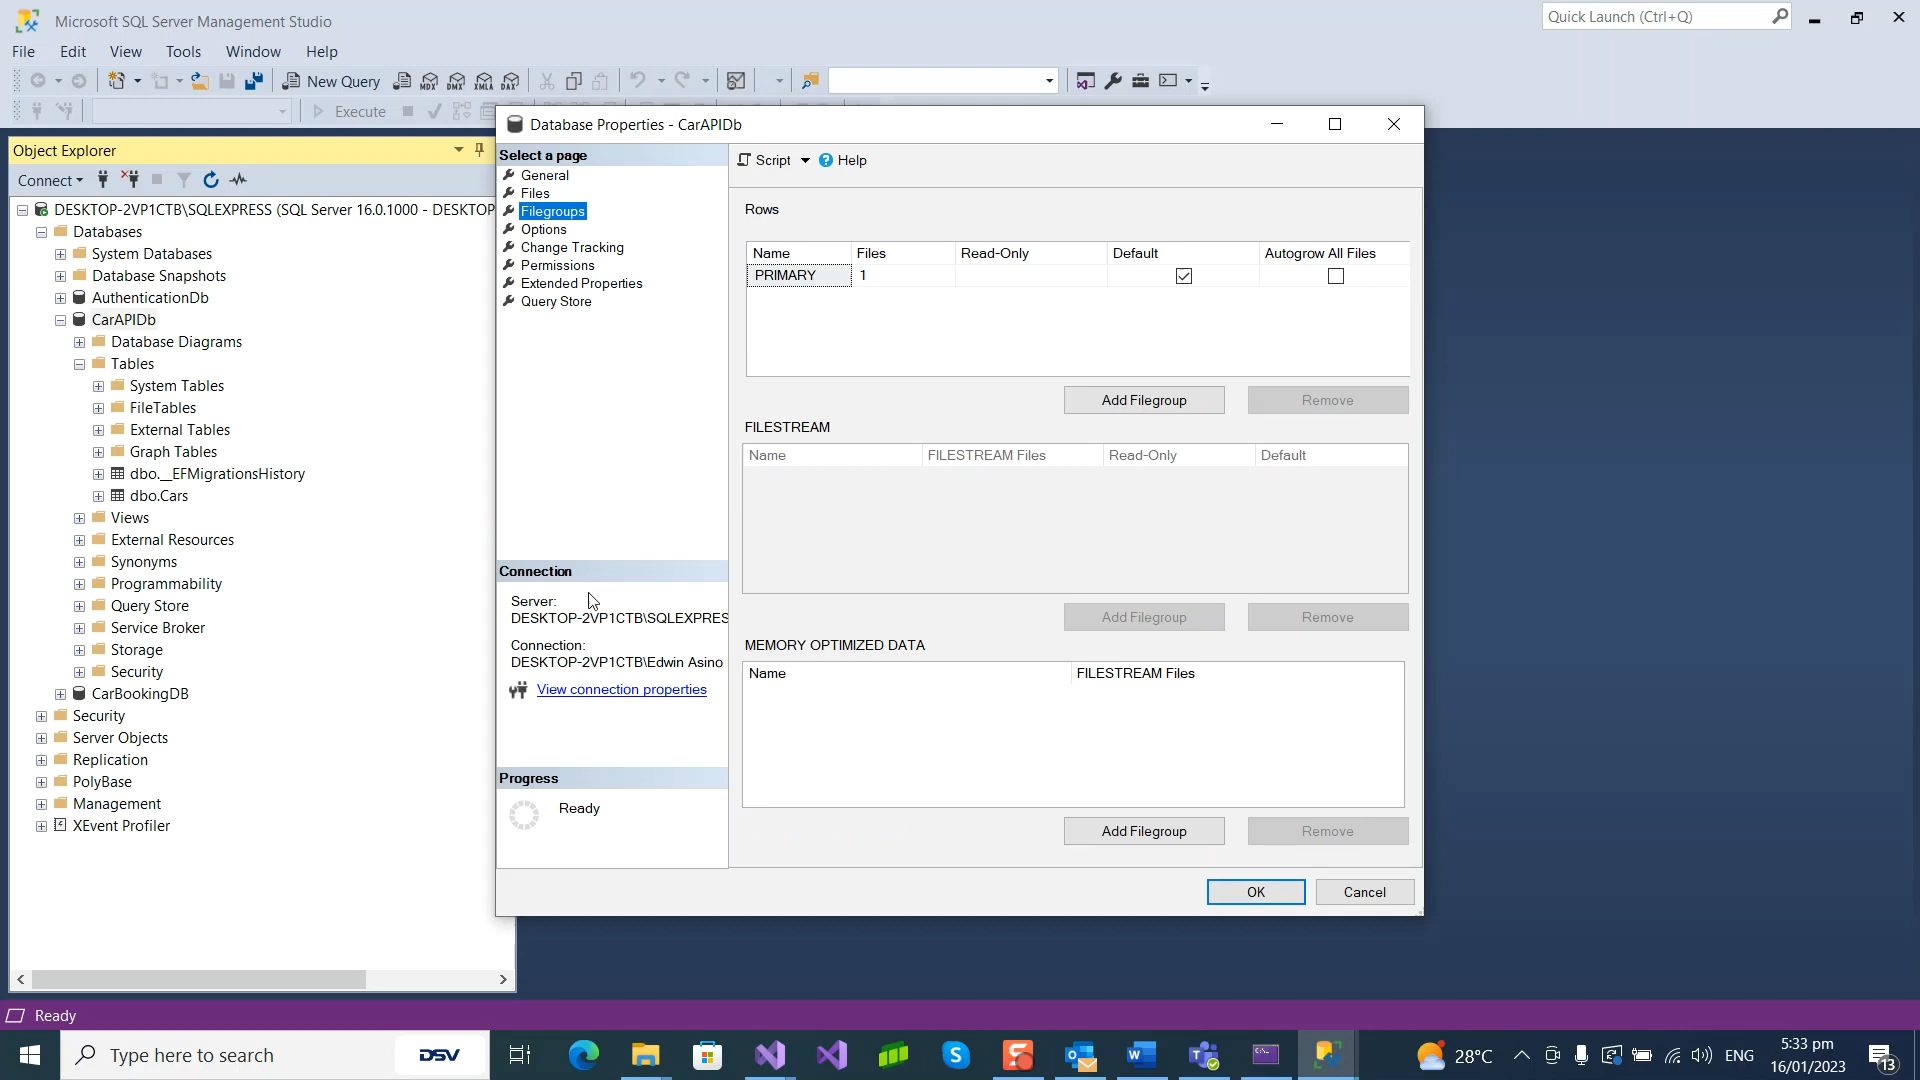 Microsoft SQL Server Management Studio
Quick Launch (Ctrl+Q)
File Edit View Tools Window Help
New Query MDX DMX XMLA DAX
Execute
Object Explorer
Connect
DESKTOP-2VP1CTB\SQLEXPRESS (SQL Server 16.0.1000 - DESKTOP
Databases
System Databases
Database Snapshots
AuthenticationDb
CarAPIDb
Database Diagrams
Tables
System Tables
FileTables
External Tables
Graph Tables
dbo.__EFMigrationsHistory
dbo.Cars
Views
External Resources
Synonyms
Programmability
Query Store
Service Broker
Storage
Security
CarBookingDB
Security
Server Objects
Replication
PolyBase
Management
XEvent Profiler
Database Properties - CarAPIDb
Select a page
General
Files
Filegroups
Options
Change Tracking
Permissions
Extended Properties
Query Store
Connection
Server:
DESKTOP-2VP1CTB\SQLEXPRES
Connection:
DESKTOP-2VP1CTB\Edwin Asino
View connection properties
Progress
Ready
Script Help
Rows
Name Files Read-Only Default Autogrow All Files
PRIMARY 1
Add Filegroup Remove
FILESTREAM
Name FILESTREAM Files Read-Only Default
Add Filegroup Remove
MEMORY OPTIMIZED DATA
Name FILESTREAM Files
Add Filegroup Remove
OK Cancel
Ready
Type here to search
DSV
28°C
ENG
5:33 pm
16/01/2023
13